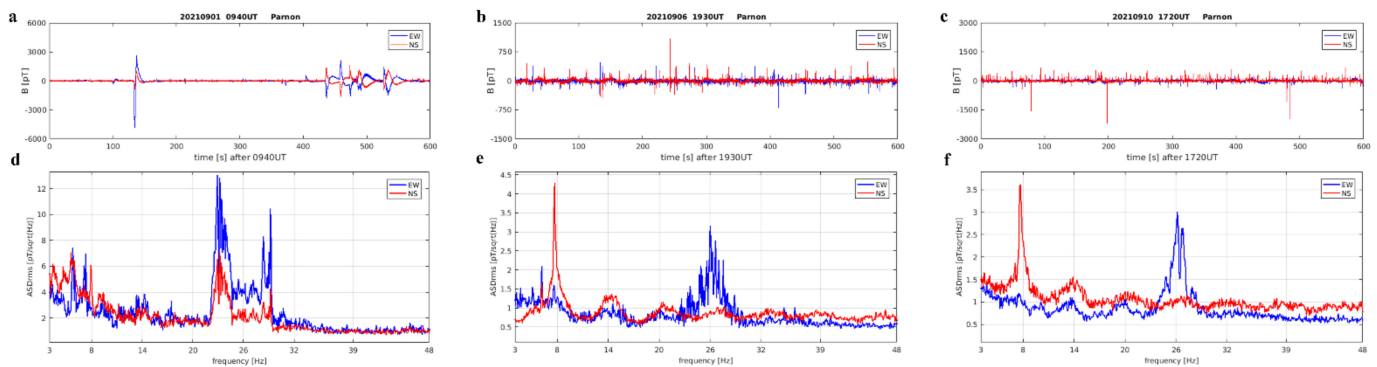 a
20210901 0940UT Parnon
6000
3000
0
-3000
-6000
B [pT]
EW
NS
0 100 200 300 400 500 600
time [s] after 0940UT
b
20210906 1930UT Parnon
1500
750
0
-750
-1500
B [pT]
EW
NS
0 100 200 300 400 500 600
time [s] after 1930UT
c
20210910 1720UT Parnon
3000
1500
0
-1500
-3000
B [pT]
EW
NS
0 100 200 300 400 500 600
time [s] after 1720UT
d
12
10
8
6
4
2
ASDrms [pT/sqrt(Hz)]
EW
NS
3 8 14 20 26 32 39 48
frequency [Hz]
e
4.5
4
3.5
3
2.5
2
1.5
1
0.5
ASDrms [pT/sqrt(Hz)]
EW
NS
3 8 14 20 26 32 39 48
frequency [Hz]
f
3.5
3
2.5
2
1.5
1
0.5
ASDrms [pT/sqrt(Hz)]
EW
NS
3 8 14 20 26 32 39 48
frequency [Hz]